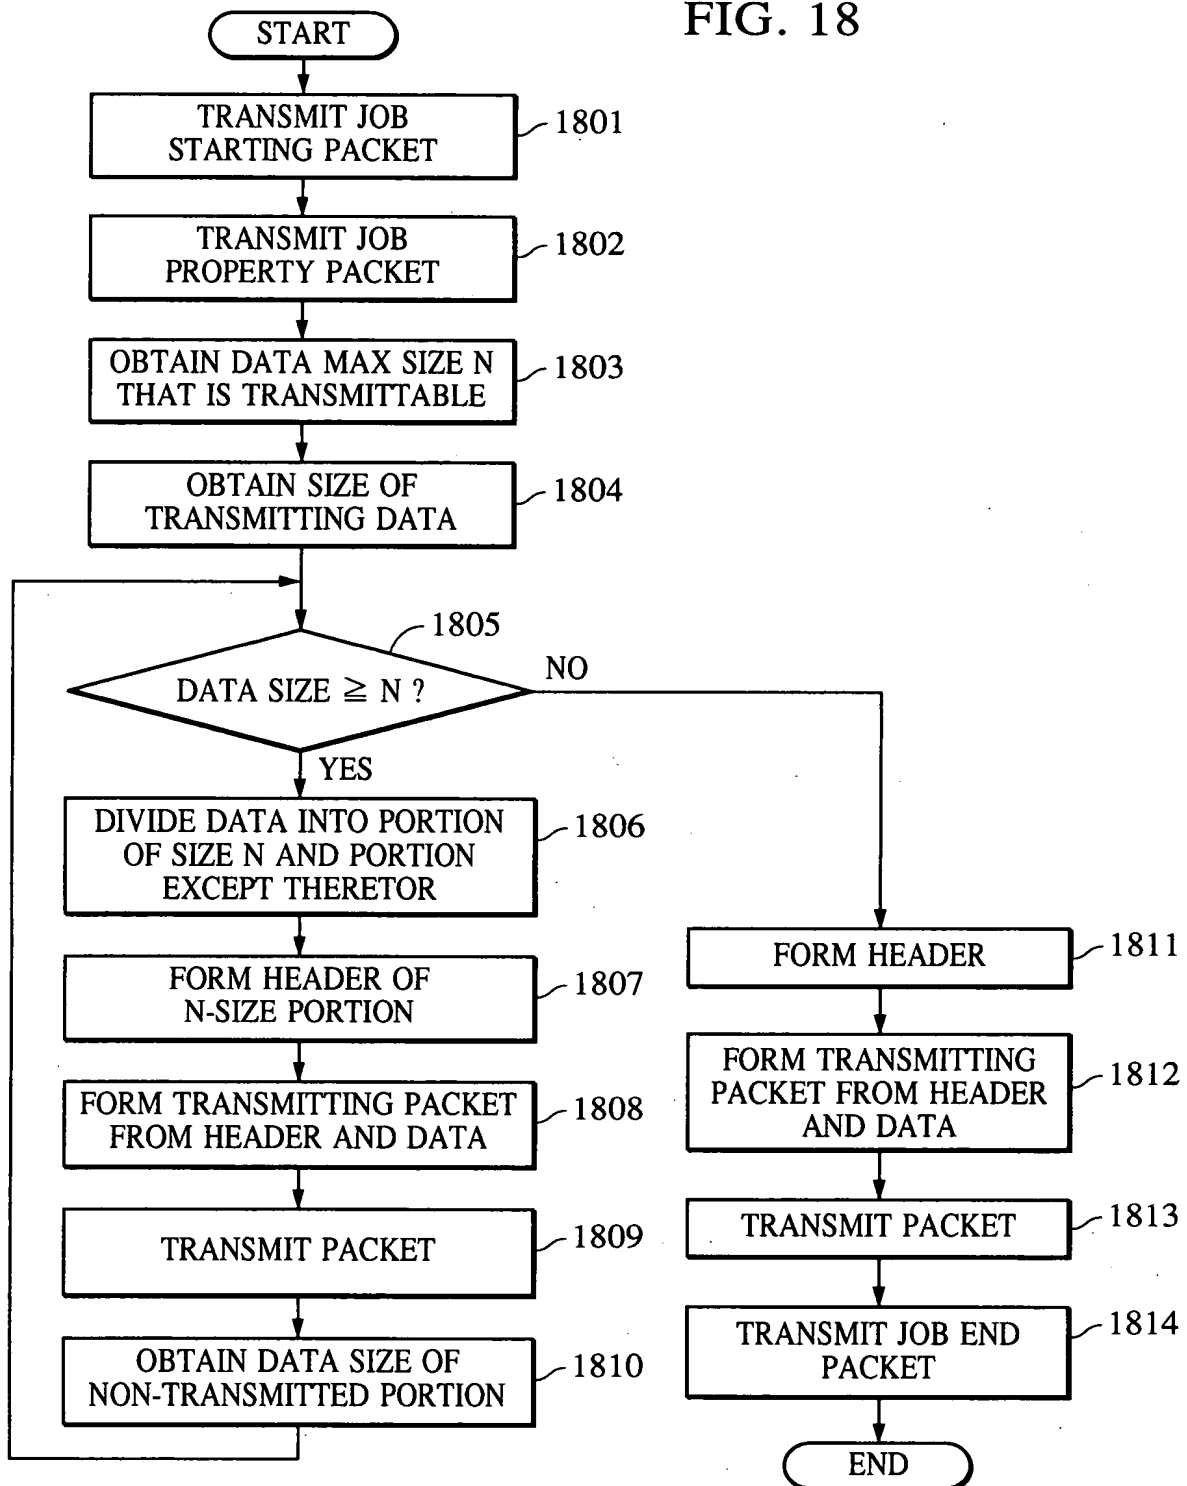 FIG. 18
START
TRANSMIT JOB
STARTING PACKET
1801
TRANSMIT JOB
PROPERTY PACKET
1802
OBTAIN DATA MAX SIZE N
THAT IS TRANSMITTABLE
1803
OBTAIN SIZE OF
TRANSMITTING DATA
1804
1805
DATA SIZE ≧ N ?
NO
YES
DIVIDE DATA INTO PORTION
OF SIZE N AND PORTION
EXCEPT THERETOR
1806
FORM HEADER OF
N-SIZE PORTION
1807
FORM TRANSMITTING PACKET
FROM HEADER AND DATA
1808
TRANSMIT PACKET
1809
OBTAIN DATA SIZE OF
NON-TRANSMITTED PORTION
1810
FORM HEADER
1811
FORM TRANSMITTING
PACKET FROM HEADER
AND DATA
1812
TRANSMIT PACKET
1813
TRANSMIT JOB END
PACKET
1814
END